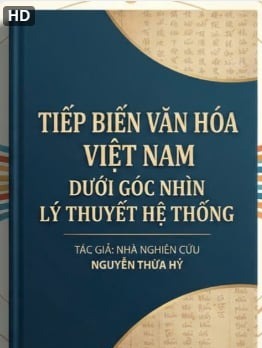 HD
TIẾP BIẾN VĂN HÓA
VIỆT NAM
DƯỚI GÓC NHÌN
LÝ THUYẾT HỆ THỐNG
TÁC GIẢ: NHÀ NGHIÊN CỨU
NGUYỄN THỪA HỶ